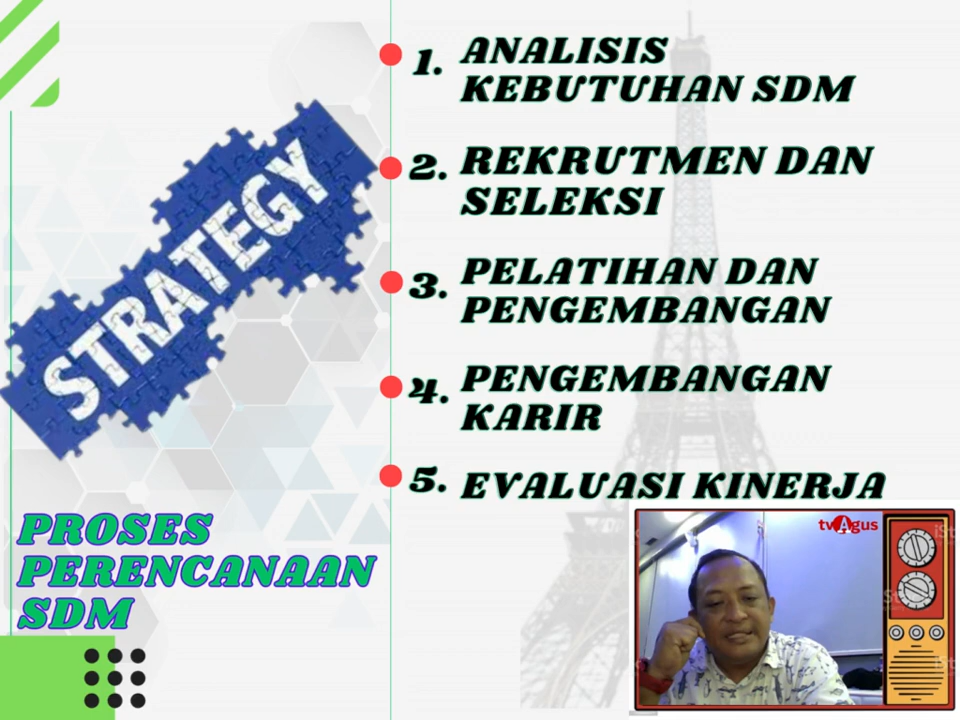 STRATEGY
PROSES
PERENCANAAN
SDM
1. ANALISIS
KEBUTUHAN SDM
2. REKRUTMEN DAN
SELEKSI
3. PELATIHAN DAN
PENGEMBANGAN
4. PENGEMBANGAN
KARIR
5. EVALUASI KINERJA
tvAgus